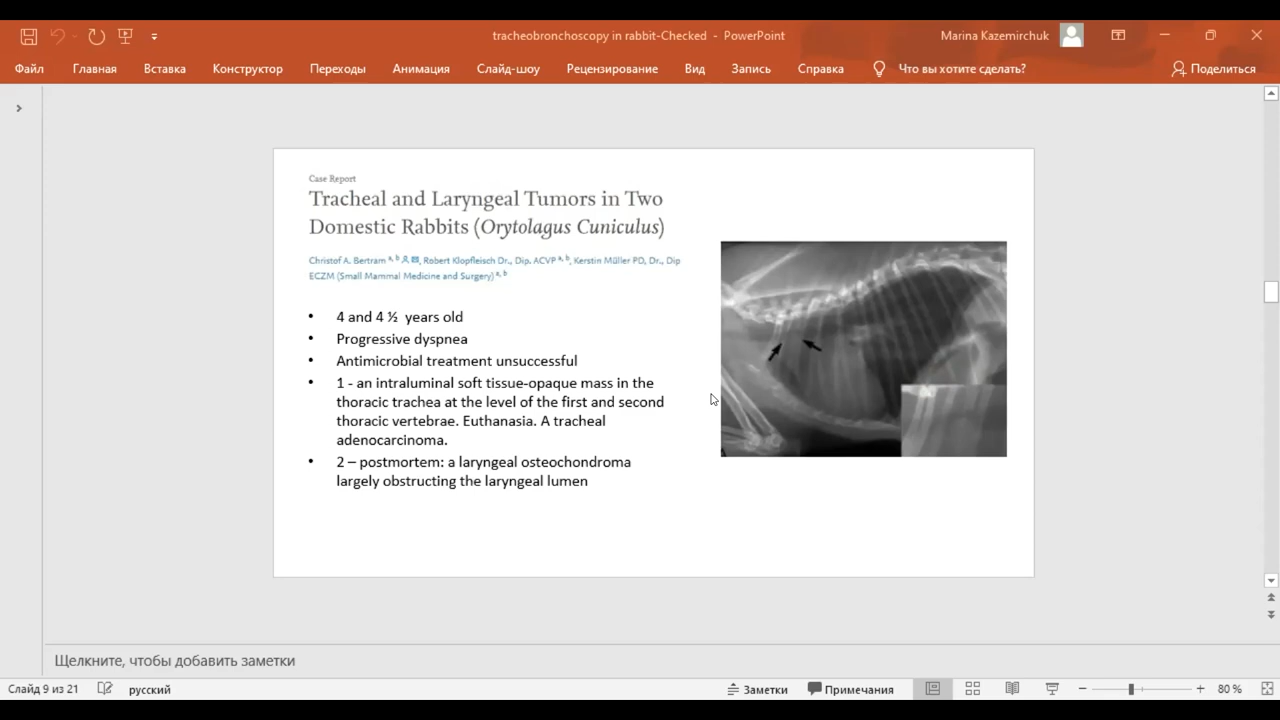 tracheobronchoscopy in rabbit-Checked - PowerPoint
Marina Kazemirchuk
Файл Главная Вставка Конструктор Переходы Анимация Слайд-шоу Рецензирование Вид Запись Справка Что вы хотите сделать? Поделиться
Case Report
Tracheal and Laryngeal Tumors in Two
Domestic Rabbits (Orytolagus Cuniculus)
Christof A. Bertram a, b, Robert Klopfleisch Dr., Dip. ACVP a, b, Kerstin Müller PD, Dr., Dip
ECZM (Small Mammal Medicine and Surgery) a, b
• 4 and 4 ½ years old
• Progressive dyspnea
• Antimicrobial treatment unsuccessful
• 1 - an intraluminal soft tissue-opaque mass in the
thoracic trachea at the level of the first and second
thoracic vertebrae. Euthanasia. A tracheal
adenocarcinoma.
• 2 – postmortem: a laryngeal osteochondroma
largely obstructing the laryngeal lumen
Щелкните, чтобы добавить заметки
Слайд 9 из 21 русский Заметки Примечания 80 %